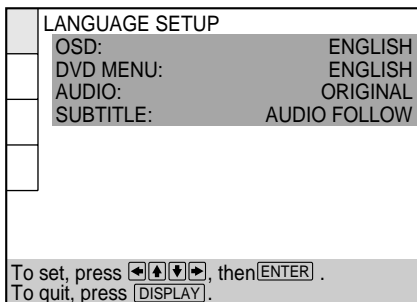 LANGUAGE SETUP
OSD: ENGLISH
DVD MENU: ENGLISH
AUDIO: ORIGINAL
SUBTITLE: AUDIO FOLLOW
To set, press ←↑↓→, then ENTER .
To quit, press DISPLAY.